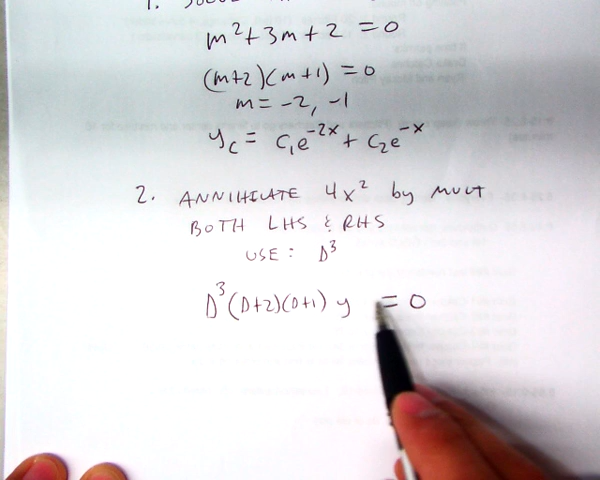 1.
m²+3m+2 = 0
(m+2)(m+1) = 0
m = -2, -1
y_c = c₁e^{-2x} + c₂e^{-x}
2. ANNIHILATE 4x² by MULT
BOTH LHS & RHS
USE: D³
D³(D+2)(D+1) y = 0